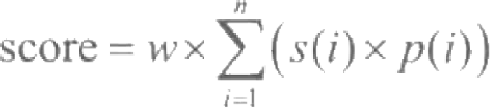 score = w × ∑_{i=1}^{n} ( s(i) × p(i) )